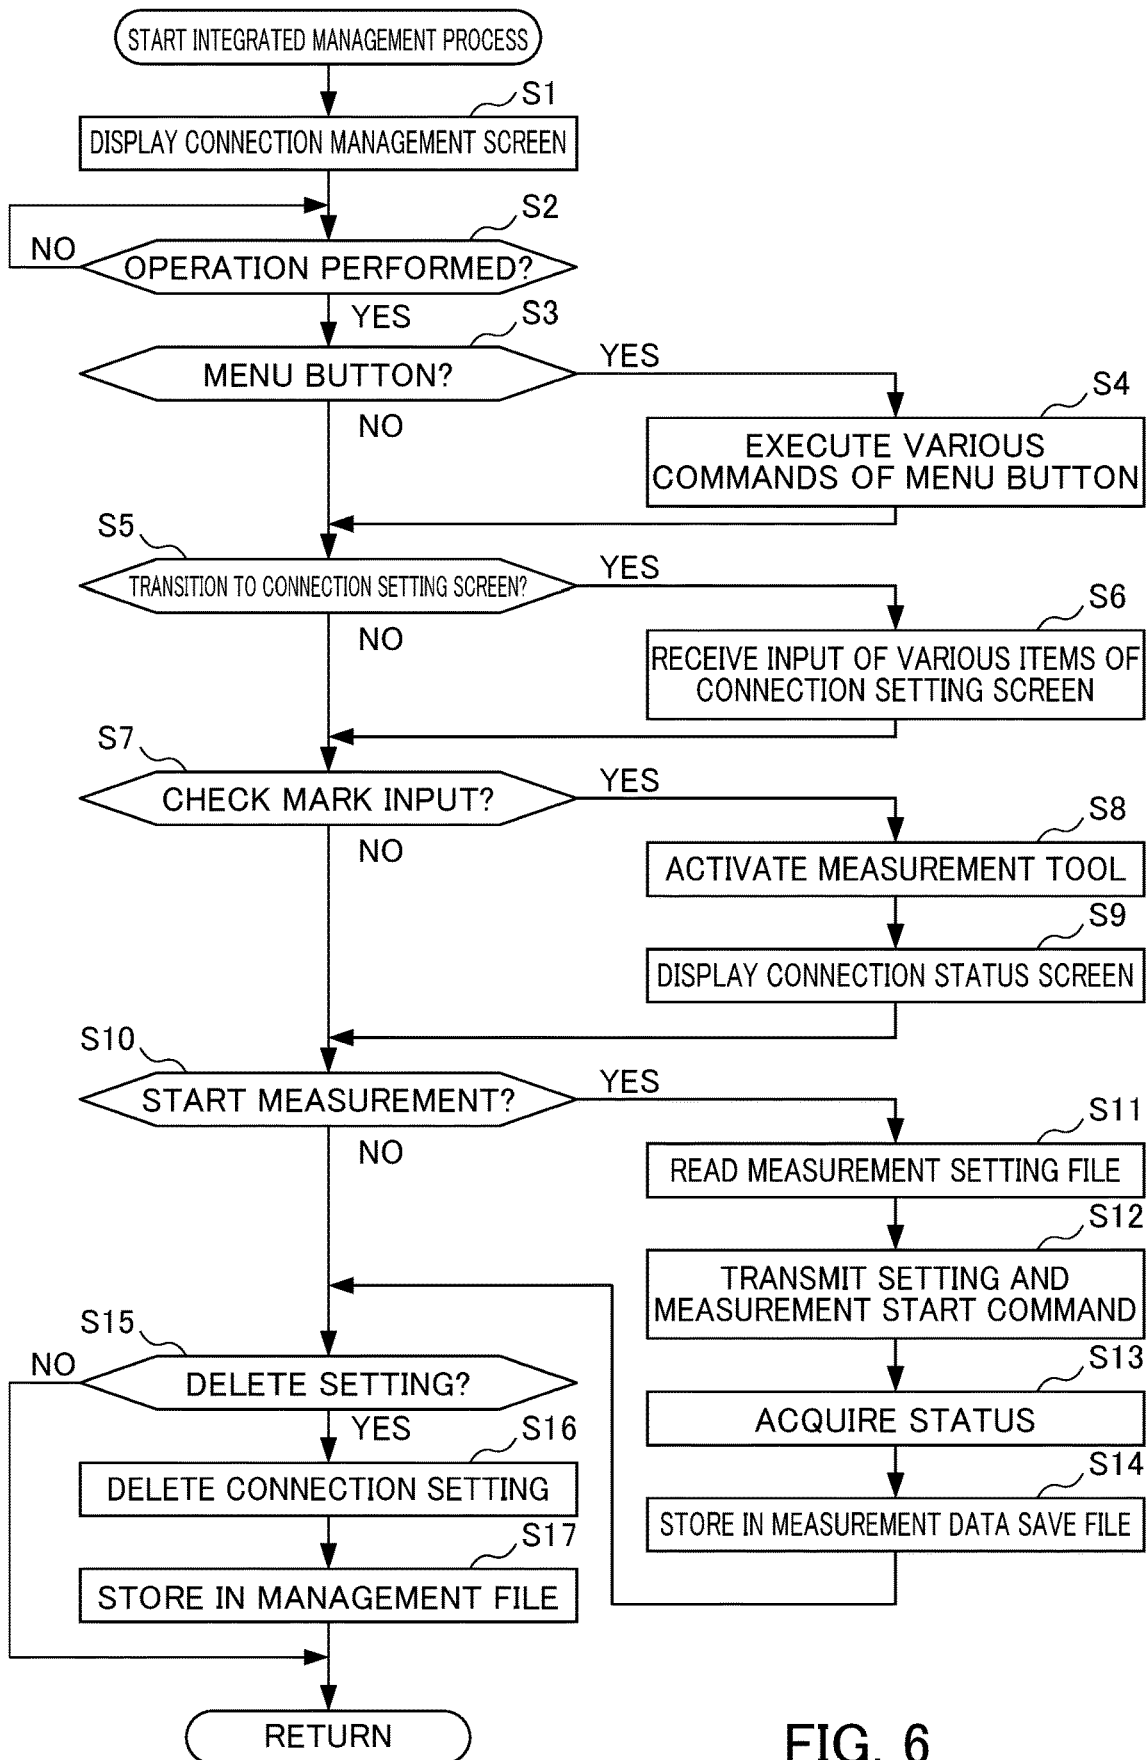 START INTEGRATED MANAGEMENT PROCESS
S1
DISPLAY CONNECTION MANAGEMENT SCREEN
S2
NO
OPERATION PERFORMED?
YES
S3
MENU BUTTON?
YES
NO
S4
EXECUTE VARIOUS
COMMANDS OF MENU BUTTON
S5
TRANSITION TO CONNECTION SETTING SCREEN?
YES
NO
S6
RECEIVE INPUT OF VARIOUS ITEMS OF
CONNECTION SETTING SCREEN
S7
CHECK MARK INPUT?
YES
NO
S8
ACTIVATE MEASUREMENT TOOL
S9
DISPLAY CONNECTION STATUS SCREEN
S10
START MEASUREMENT?
YES
NO
S11
READ MEASUREMENT SETTING FILE
S12
TRANSMIT SETTING AND
MEASUREMENT START COMMAND
S13
ACQUIRE STATUS
S14
STORE IN MEASUREMENT DATA SAVE FILE
S15
NO
DELETE SETTING?
YES
S16
DELETE CONNECTION SETTING
S17
STORE IN MANAGEMENT FILE
RETURN
FIG. 6